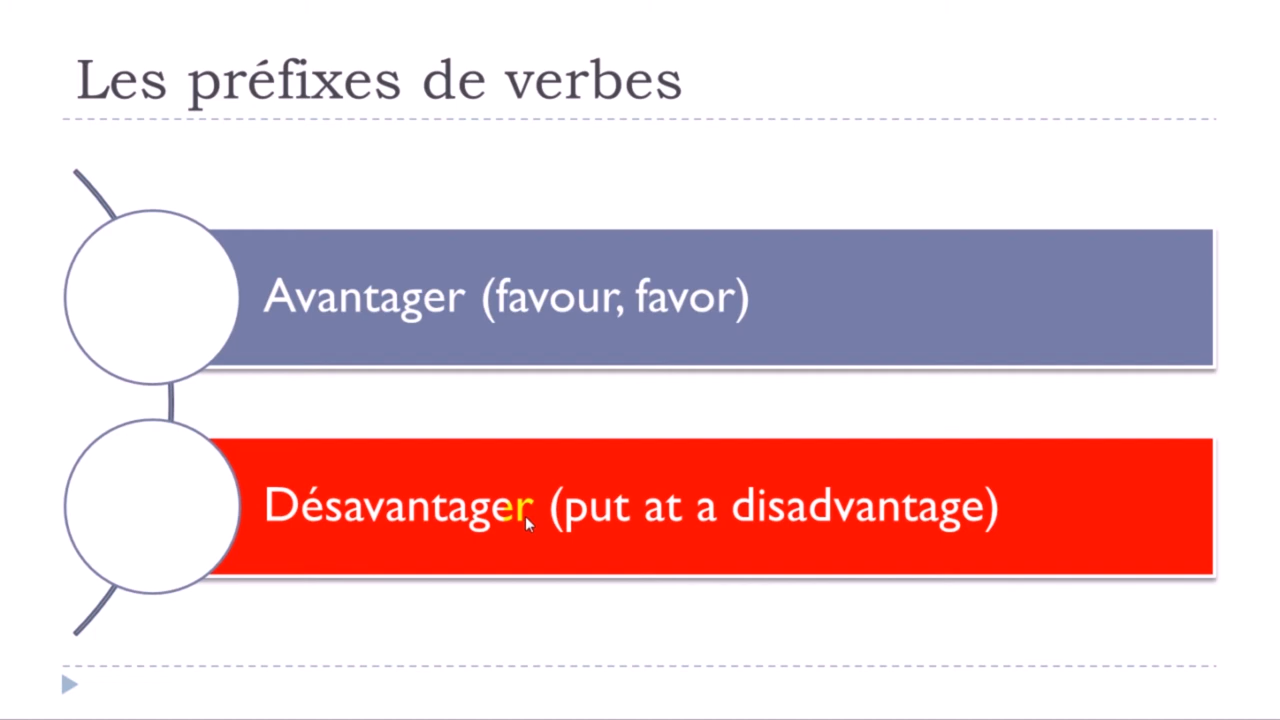 Les préfixes de verbes
Avantager (favour, favor)
Désavantager (put at a disadvantage)